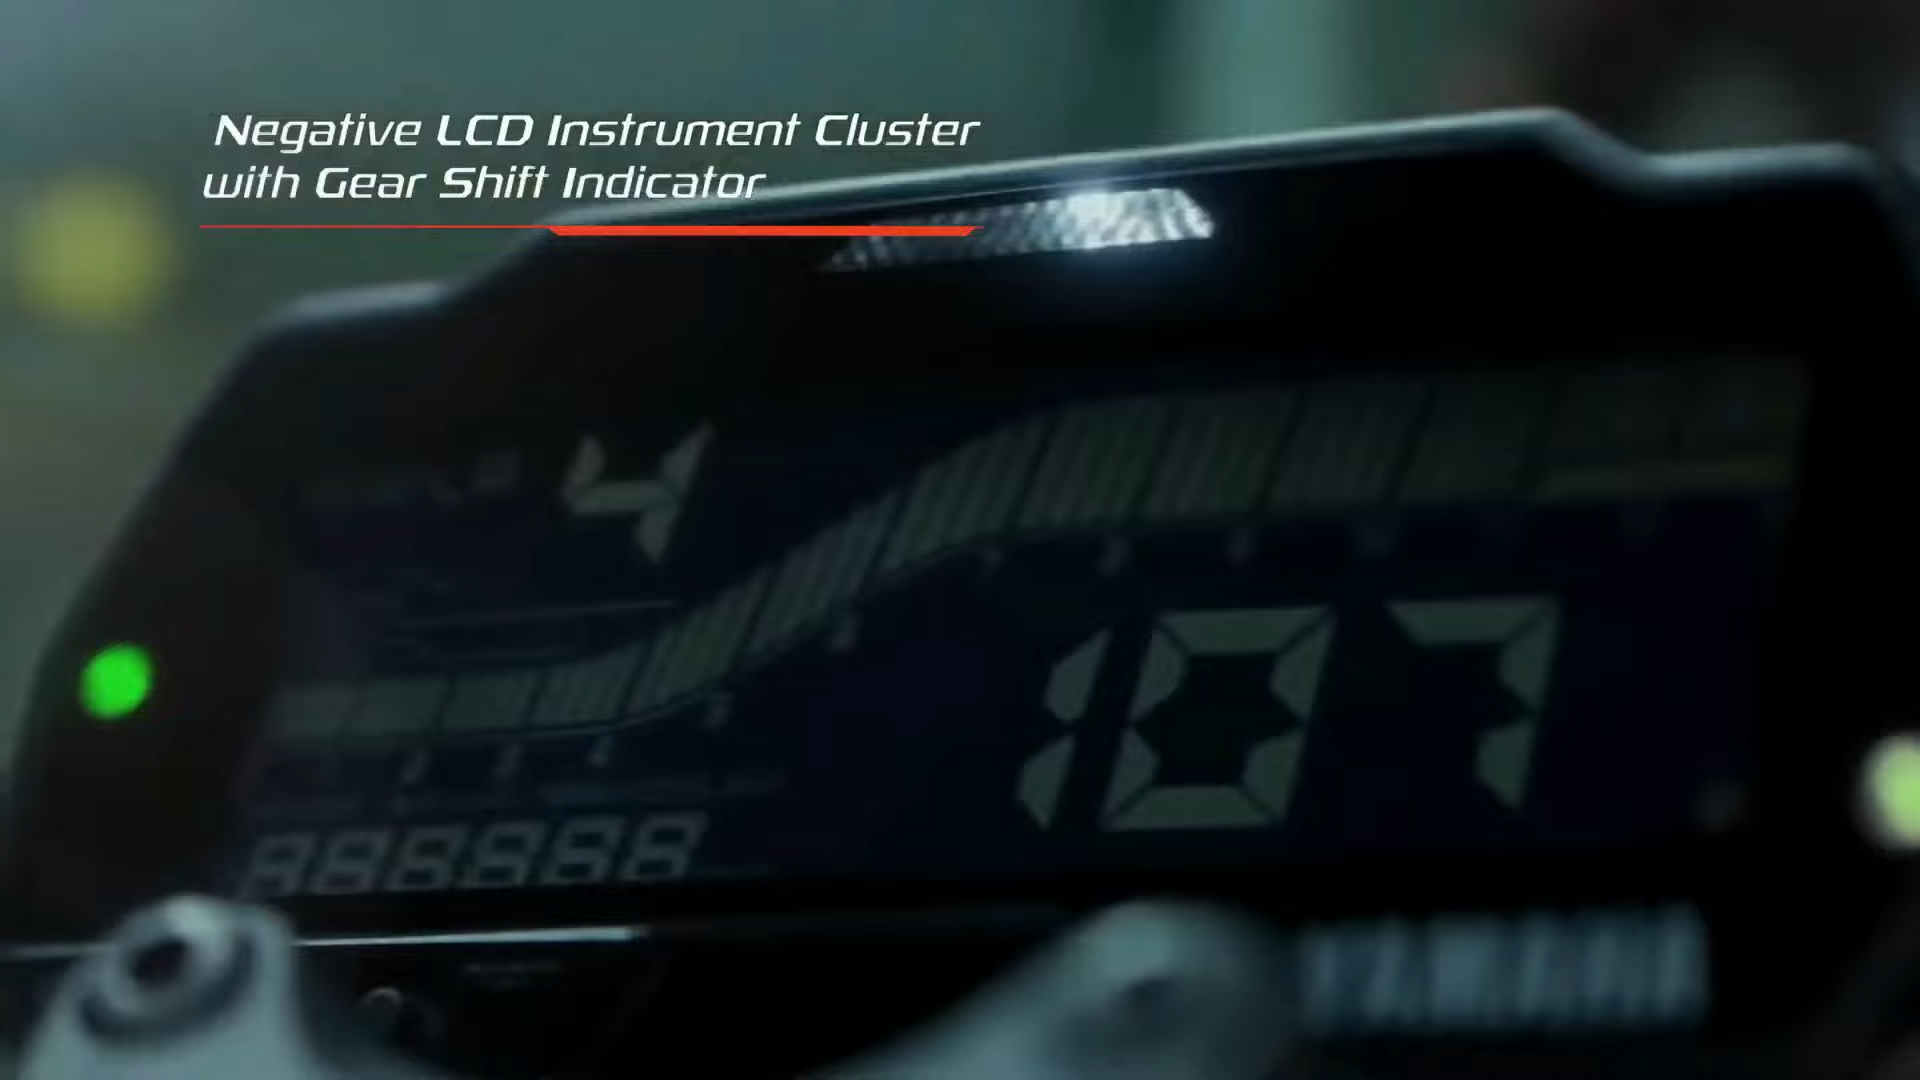 Negative LCD Instrument Cluster
with Gear Shift Indicator
4
107
888888
YAMAHA